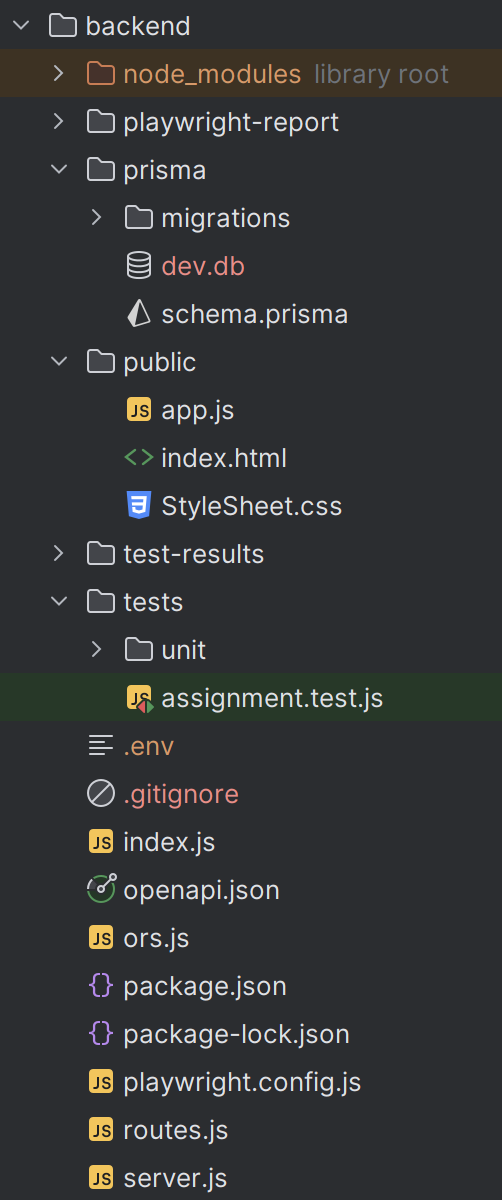 backend
node_modules library root
playwright-report
prisma
migrations
dev.db
schema.prisma
public
JS app.js
index.html
StyleSheet.css
test-results
tests
unit
JS assignment.test.js
.env
.gitignore
JS index.js
openapi.json
JS ors.js
package.json
package-lock.json
JS playwright.config.js
JS routes.js
JS server.js